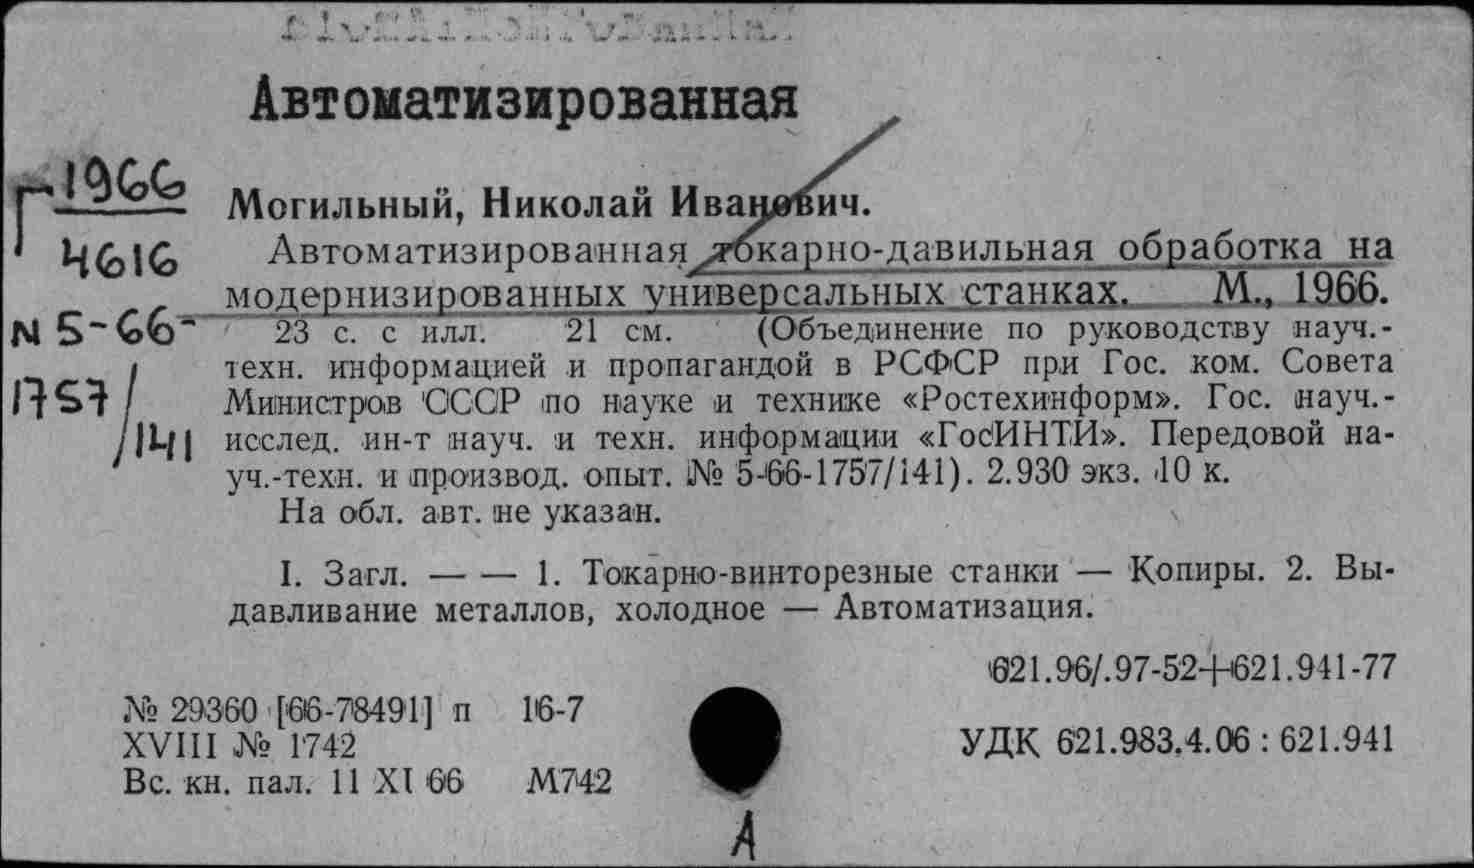 Автоматизированная
Г-1966
4616
N 5-66-
1757/
/141
Могильный, Николай Иванович.
Автоматизированная токарно-давильная обработка на
модернизированных универсальных станках. М., 1966.
23 с. с илл. 21 см. (Объединение по руководству науч.-
техн. информацией и пропагандой в РСФСР при Гос. ком. Совета
Министров СССР по науке и технике «Ростехинформ». Гос. науч.-
исслед. ин-т науч. и техн. информации «ГосИНТИ». Передовой на-
уч.-техн. и производ. опыт. № 5-66-1757/141). 2.930 экз. 10 к.
На обл. авт. не указан.
I. Загл. — — 1. Токарно-винторезные станки — Копиры. 2. Вы-
давливание металлов, холодное — Автоматизация.
621.96/.97-52+621.941-77
№ 29360 [66-78491] п 16-7
XVIII № 1742
УДК 621.983.4.06 : 621.941
Вс. кн. пал. 11 XI 66 М742
А